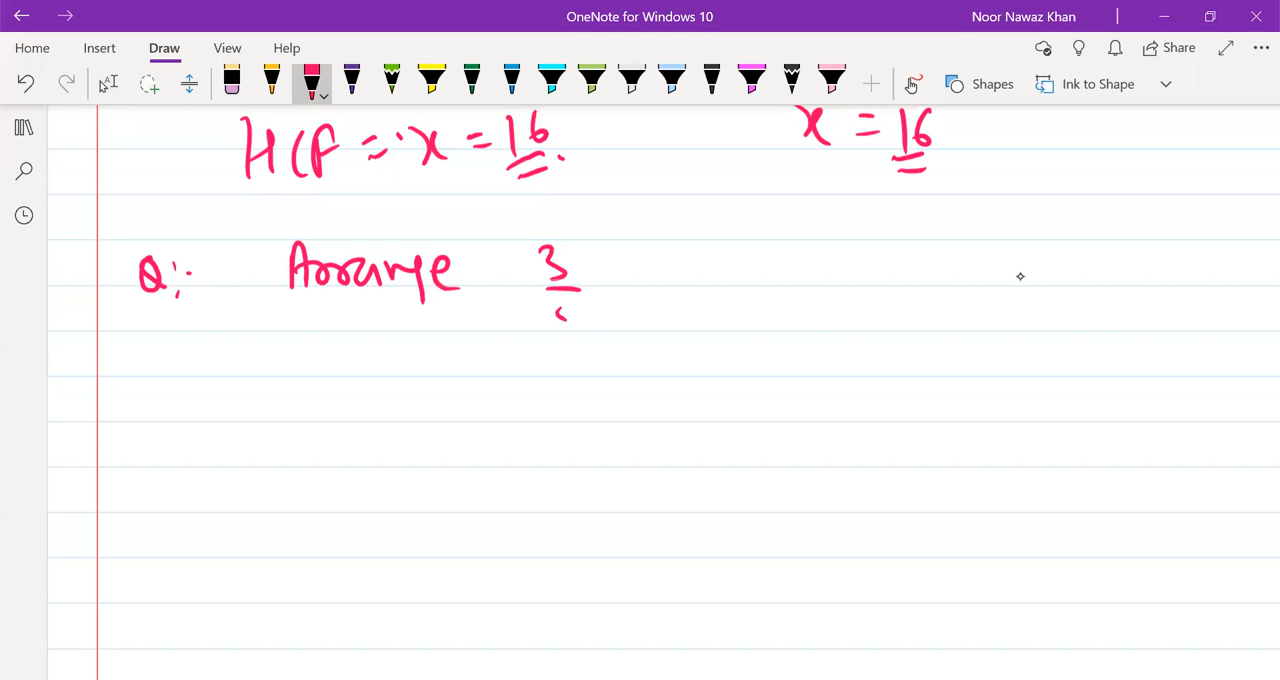 OneNote for Windows 10 Noor Nawaz Khan
Home Insert Draw View Help Share
Shapes Ink to Shape
HCF = x = 16. x = 16
Q:- Arrange 3